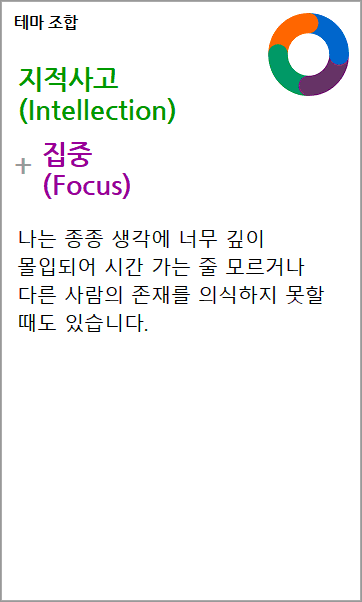 테마 조합
지적사고
(Intellection)
+ 집중
(Focus)
나는 종종 생각에 너무 깊이
몰입되어 시간 가는 줄 모르거나
다른 사람의 존재를 의식하지 못할
때도 있습니다.